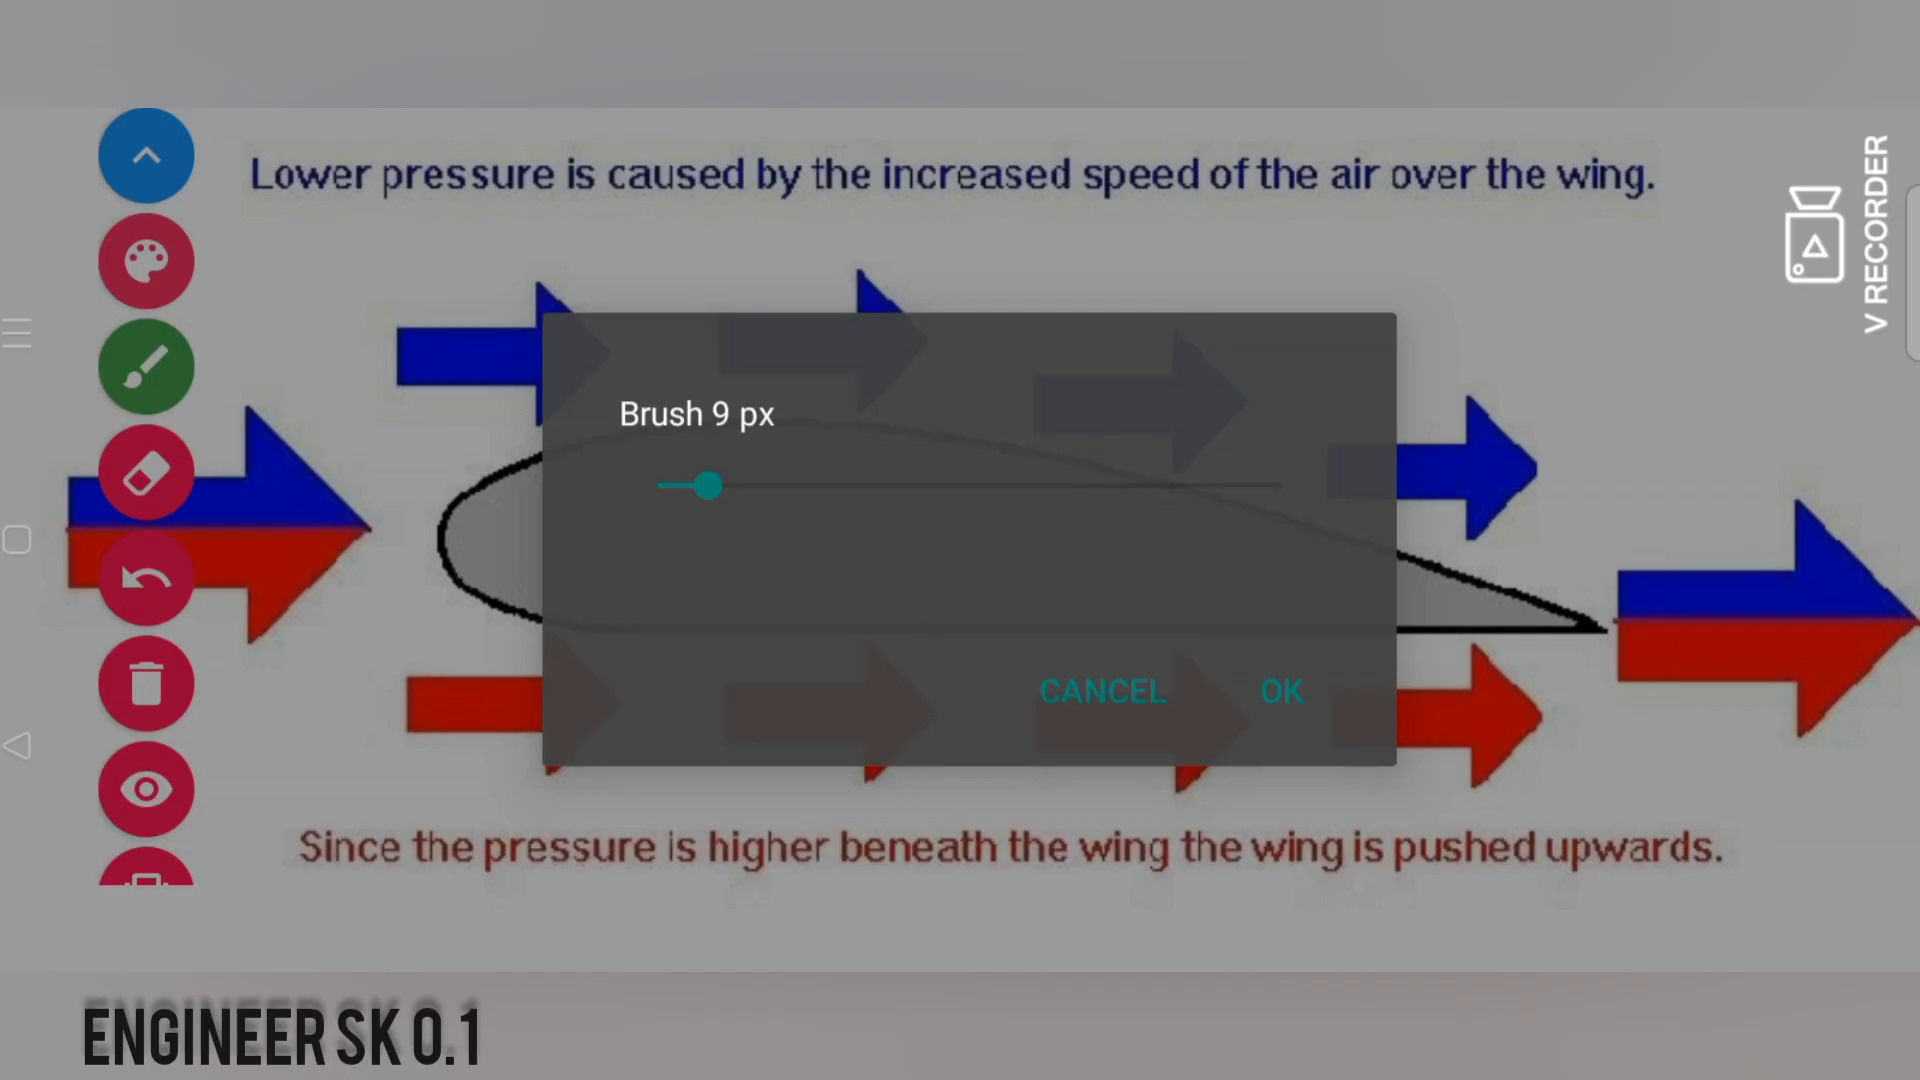 Lower pressure is caused by the increased speed of the air over the wing.
V RECORDER
Brush 9 px
CANCEL
OK
Since the pressure is higher beneath the wing the wing is pushed upwards.
ENGINEER SK 0.1